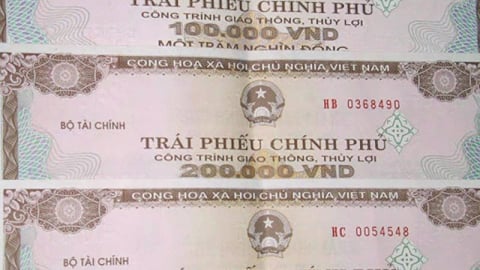 TRÁI PHIẾU CHÍNH PHỦ
CÔNG TRÌNH GIAO THÔNG, THỦY LỢI
100.000 VND
MỘT TRĂM NGHÌN ĐỒNG
CỘNG HÒA XÃ HỘI CHỦ NGHĨA VIỆT NAM
HB 0368490
BỘ TÀI CHÍNH
TRÁI PHIẾU CHÍNH PHỦ
CÔNG TRÌNH GIAO THÔNG, THỦY LỢI
200.000 VND
CỘNG HÒA XÃ HỘI CHỦ NGHĨA VIỆT NAM
HC 0054548
BỘ TÀI CHÍNH